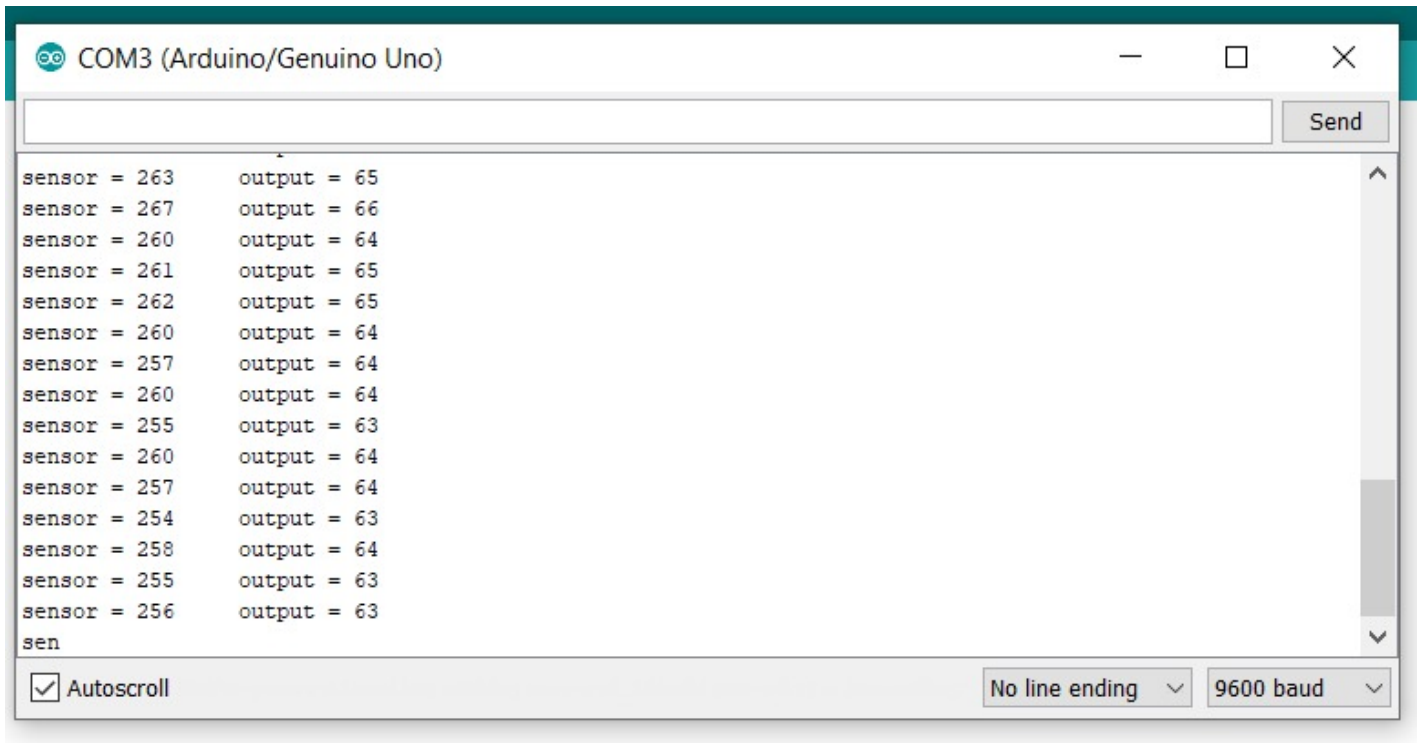 COM3 (Arduino/Genuino Uno)
Send
sensor = 263 output = 65
sensor = 267 output = 66
sensor = 260 output = 64
sensor = 261 output = 65
sensor = 262 output = 65
sensor = 260 output = 64
sensor = 257 output = 64
sensor = 260 output = 64
sensor = 255 output = 63
sensor = 260 output = 64
sensor = 257 output = 64
sensor = 254 output = 63
sensor = 258 output = 64
sensor = 255 output = 63
sensor = 256 output = 63
sen
Autoscroll No line ending 9600 baud